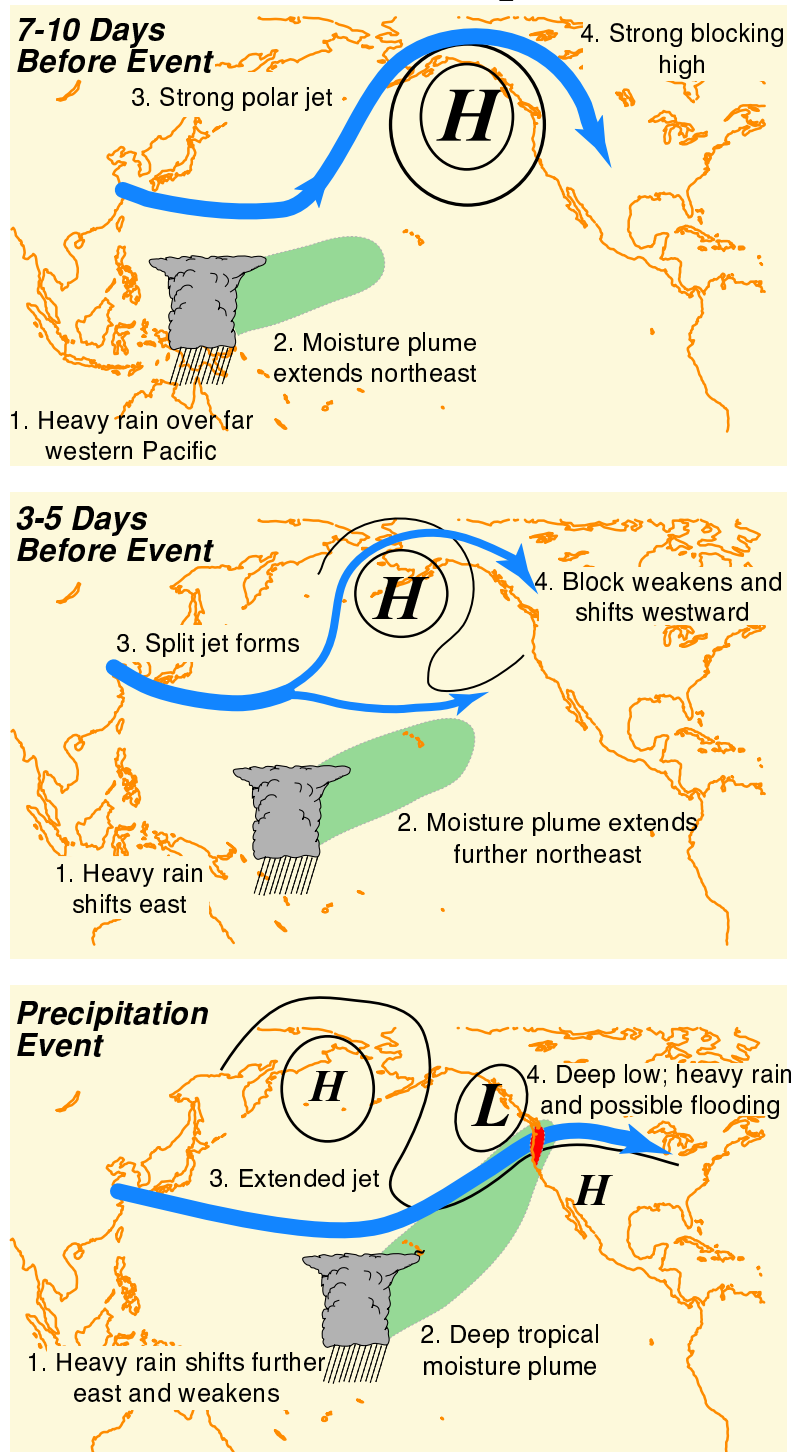 7-10 Days
Before Event
4. Strong blocking
high
3. Strong polar jet
H
2. Moisture plume
extends northeast
1. Heavy rain over far
western Pacific
3-5 Days
Before Event
H
4. Block weakens and
shifts westward
3. Split jet forms
2. Moisture plume extends
further northeast
1. Heavy rain
shifts east
Precipitation
Event
H
L
4. Deep low; heavy rain
and possible flooding
3. Extended jet
H
2. Deep tropical
moisture plume
1. Heavy rain shifts further
east and weakens